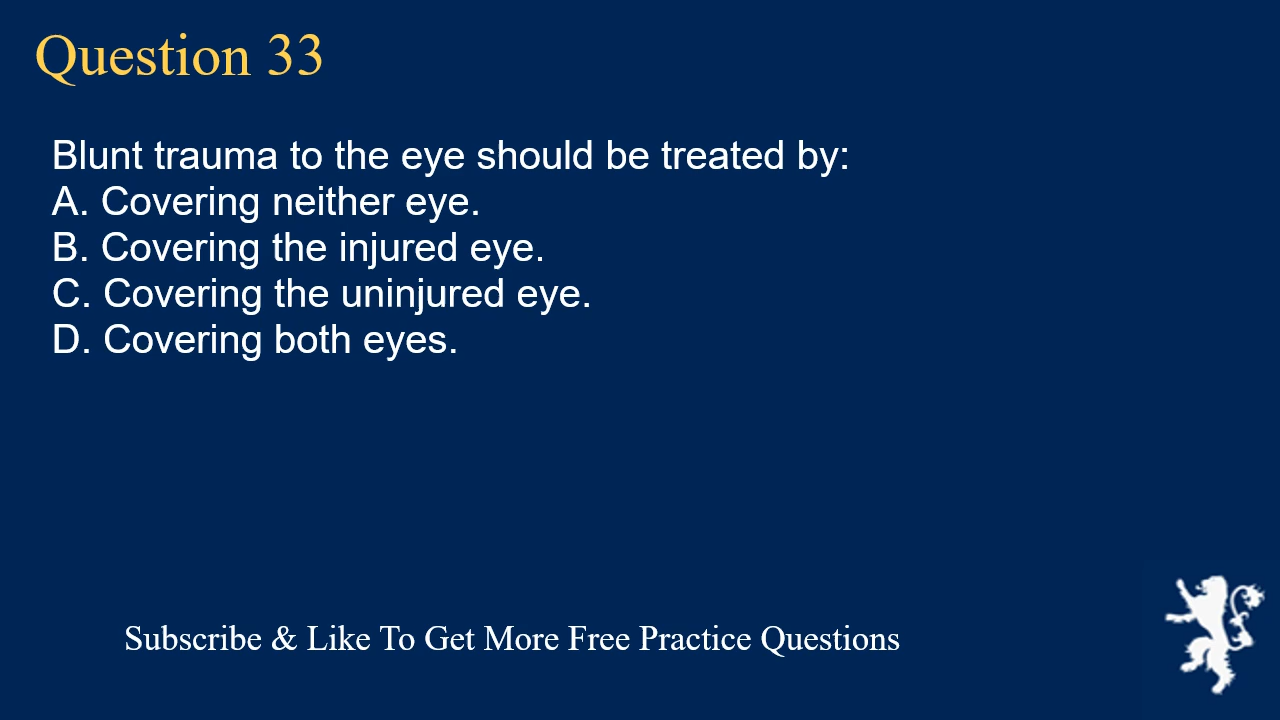 Question 33
Blunt trauma to the eye should be treated by:
A. Covering neither eye.
B. Covering the injured eye.
C. Covering the uninjured eye.
D. Covering both eyes.
Subscribe & Like To Get More Free Practice Questions